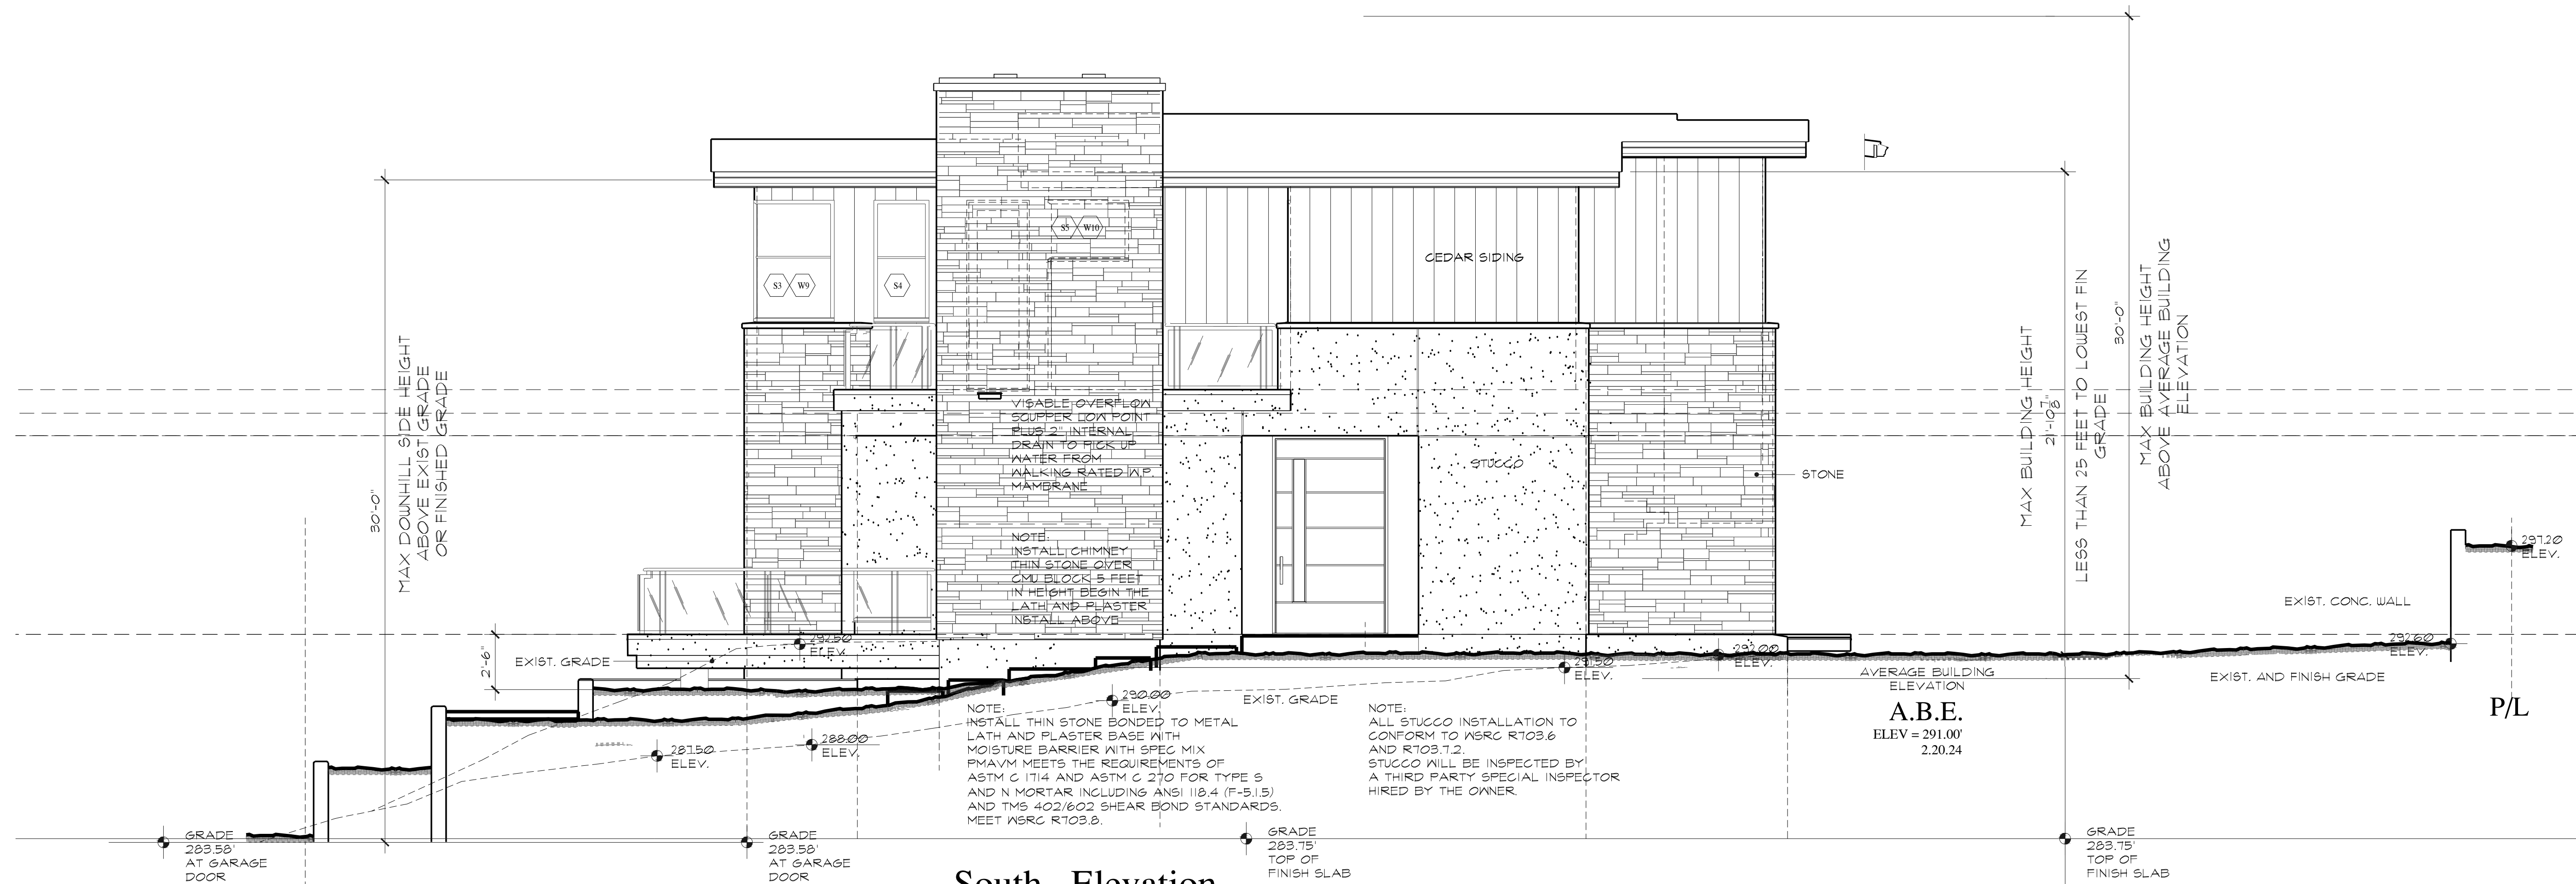 30'-0"
MAX DOWNHILL SIDE HEIGHT
ABOVE EXIST GRADE
OR FINISHED GRADE
S3
W9
S4
S5
W10
CEDAR SIDING
STUCCO
STONE
VISABLE OVERFLOW
SCUPPER LOW POINT
PLUS 2" INTERNAL
DRAIN TO PICK UP
WATER FROM
WALKING RATED W.P.
MAMBRANE
NOTE:
INSTALL CHIMNEY
THIN STONE OVER
CMU BLOCK 5 FEET
IN HEIGHT BEGIN THE
LATH AND PLASTER
INSTALL ABOVE
MAX BUILDING HEIGHT
21'-10 7/8"
LESS THAN 25 FEET TO LOWEST FIN
GRADE
30'-0"
MAX BUILDING HEIGHT
ABOVE AVERAGE BUILDING
ELEVATION
297.20
ELEV.
EXIST. CONC. WALL
292.60
ELEV.
EXIST. AND FINISH GRADE
P/L
2'-6"
EXIST. GRADE
292.50
ELEV.
287.50
ELEV.
288.00
ELEV.
290.00
ELEV.
EXIST. GRADE
291.50
ELEV.
292.00
ELEV.
AVERAGE BUILDING
ELEVATION
A.B.E.
ELEV = 291.00'
2.20.24
NOTE:
INSTALL THIN STONE BONDED TO METAL
LATH AND PLASTER BASE WITH
MOISTURE BARRIER WITH SPEC MIX
PMAVM MEETS THE REQUIREMENTS OF
ASTM C 1714 AND ASTM C 270 FOR TYPE S
AND N MORTAR INCLUDING ANSI 118.4 (F-5.1.5)
AND TMS 402/602 SHEAR BOND STANDARDS.
MEET WSRC R703.8.
NOTE:
ALL STUCCO INSTALLATION TO
CONFORM TO WSRC R703.6
AND R703.7.2.
STUCCO WILL BE INSPECTED BY
A THIRD PARTY SPECIAL INSPECTOR
HIRED BY THE OWNER.
GRADE
283.58'
AT GARAGE
DOOR
GRADE
283.58'
AT GARAGE
DOOR
GRADE
283.75'
TOP OF
FINISH SLAB
GRADE
283.75'
TOP OF
FINISH SLAB
South Elevation